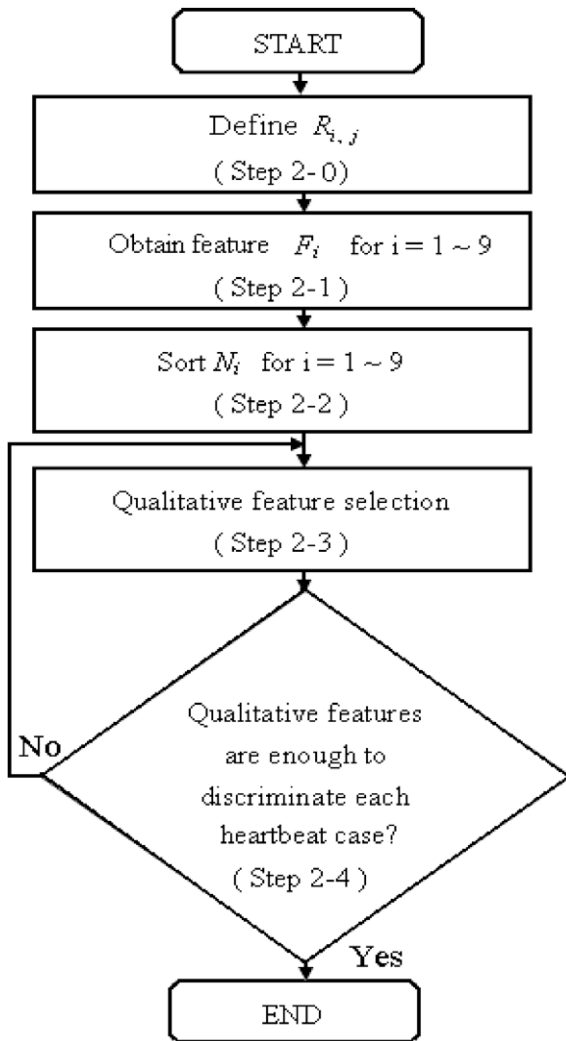 START
Define R_{i, j}
( Step 2-0)
Obtain feature F_i for i = 1 ~ 9
( Step 2-1 )
Sort N_i for i = 1 ~ 9
( Step 2-2 )
Qualitative feature selection
( Step 2-3 )
Qualitative features
are enough to
discriminate each
heartbeat case?
( Step 2-4 )
No
Yes
END